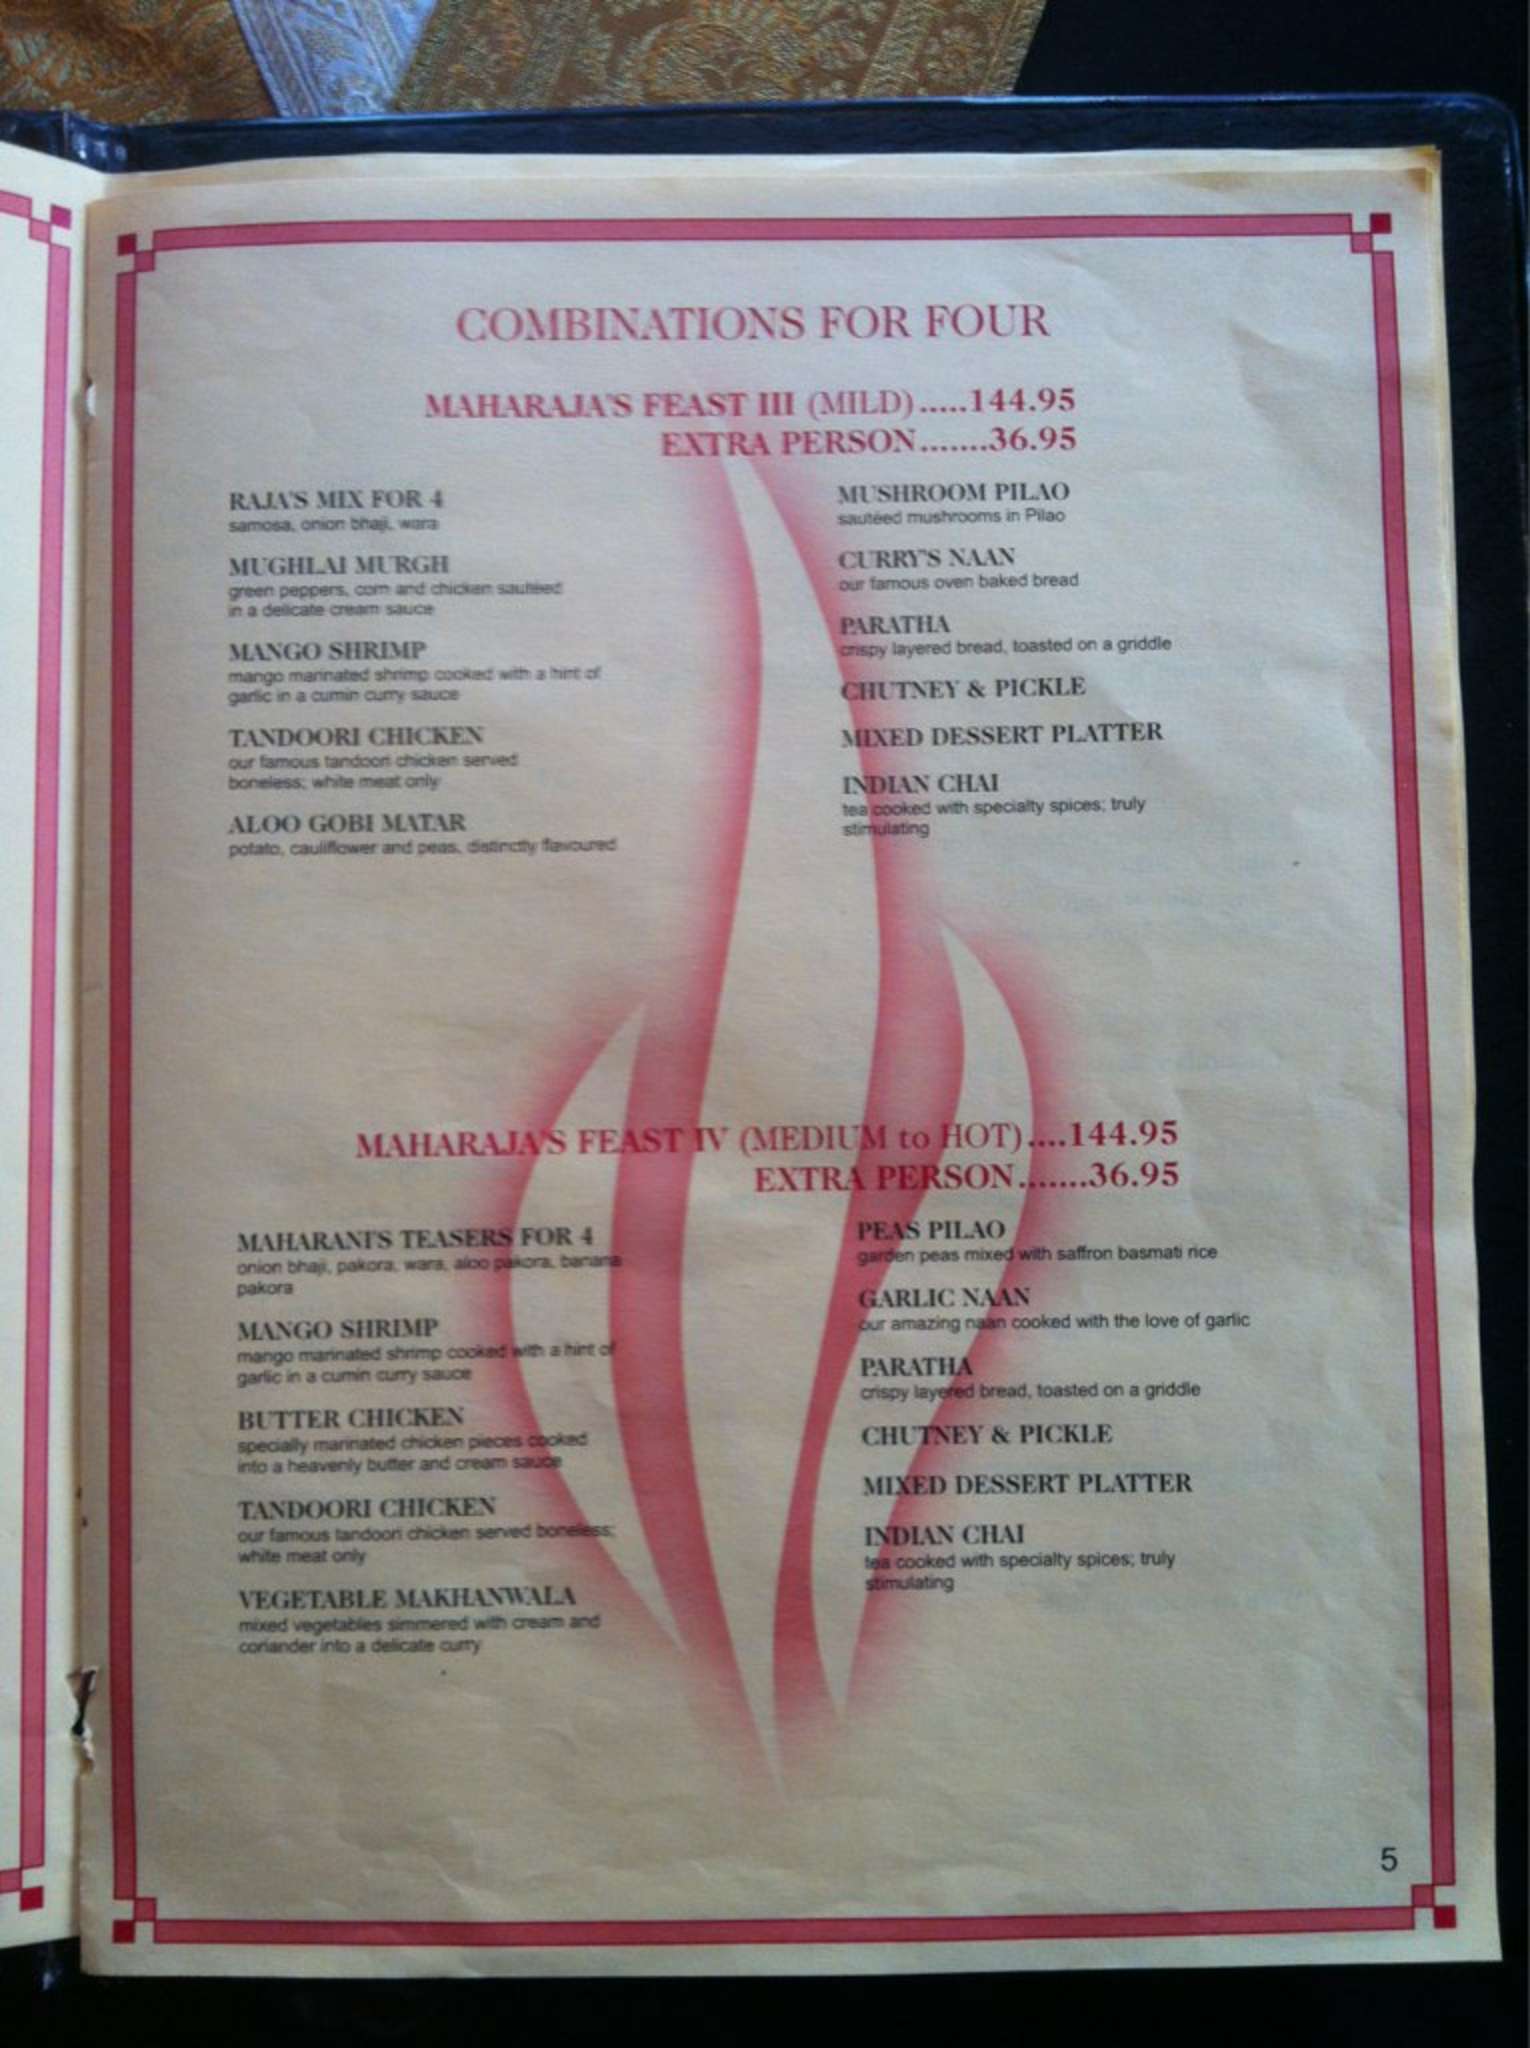 COMBINATIONS FOR FOUR
MAHARAJA'S FEAST III (MILD).....144.95
EXTRA PERSON.......36.95
RAJA'S MIX FOR 4
samosa, onion bhaji, wara
MUGHLAI MURGH
green peppers, corn and chicken sautéed
in a delicate cream sauce
MANGO SHRIMP
mango marinated shrimp cooked with a hint of
garlic in a cumin curry sauce
TANDOORI CHICKEN
our famous tandoori chicken served
boneless; white meat only
ALOO GOBI MATAR
potato, cauliflower and peas, distinctly flavoured
MUSHROOM PILAO
sautéed mushrooms in Pilao
CURRY'S NAAN
our famous oven baked bread
PARATHA
crispy layered bread, toasted on a griddle
CHUTNEY & PICKLE
MIXED DESSERT PLATTER
INDIAN CHAI
tea cooked with specialty spices; truly
stimulating
MAHARAJA'S FEAST IV (MEDIUM to HOT)....144.95
EXTRA PERSON.......36.95
MAHARANI'S TEASERS FOR 4
onion bhaji, pakora, wara, aloo pakora, banana
pakora
MANGO SHRIMP
mango marinated shrimp cooked with a hint of
garlic in a cumin curry sauce
BUTTER CHICKEN
specially marinated chicken pieces cooked
into a heavenly butter and cream sauce
TANDOORI CHICKEN
our famous tandoori chicken served boneless;
white meat only
VEGETABLE MAKHANWALA
mixed vegetables simmered with cream and
coriander into a delicate curry
PEAS PILAO
garden peas mixed with saffron basmati rice
GARLIC NAAN
our amazing naan cooked with the love of garlic
PARATHA
crispy layered bread, toasted on a griddle
CHUTNEY & PICKLE
MIXED DESSERT PLATTER
INDIAN CHAI
tea cooked with specialty spices; truly
stimulating
5